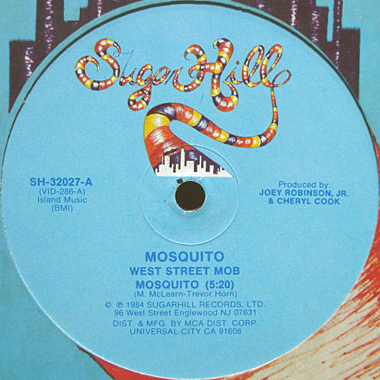 Sugar Hill
SH-32027-A
(VID-286-A)
Island Music
(BMI)
Produced by:
JOEY ROBINSON, JR.
& CHERYL COOK
MOSQUITO
WEST STREET MOB
MOSQUITO (5:20)
(M. McLearn-Trevor Horn)
© ℗ 1984 SUGARHILL RECORDS, LTD.
96 West Street Englewood NJ 07631
DIST. & MFG. BY MCA DIST. CORP.
UNIVERSAL CITY CA 91608